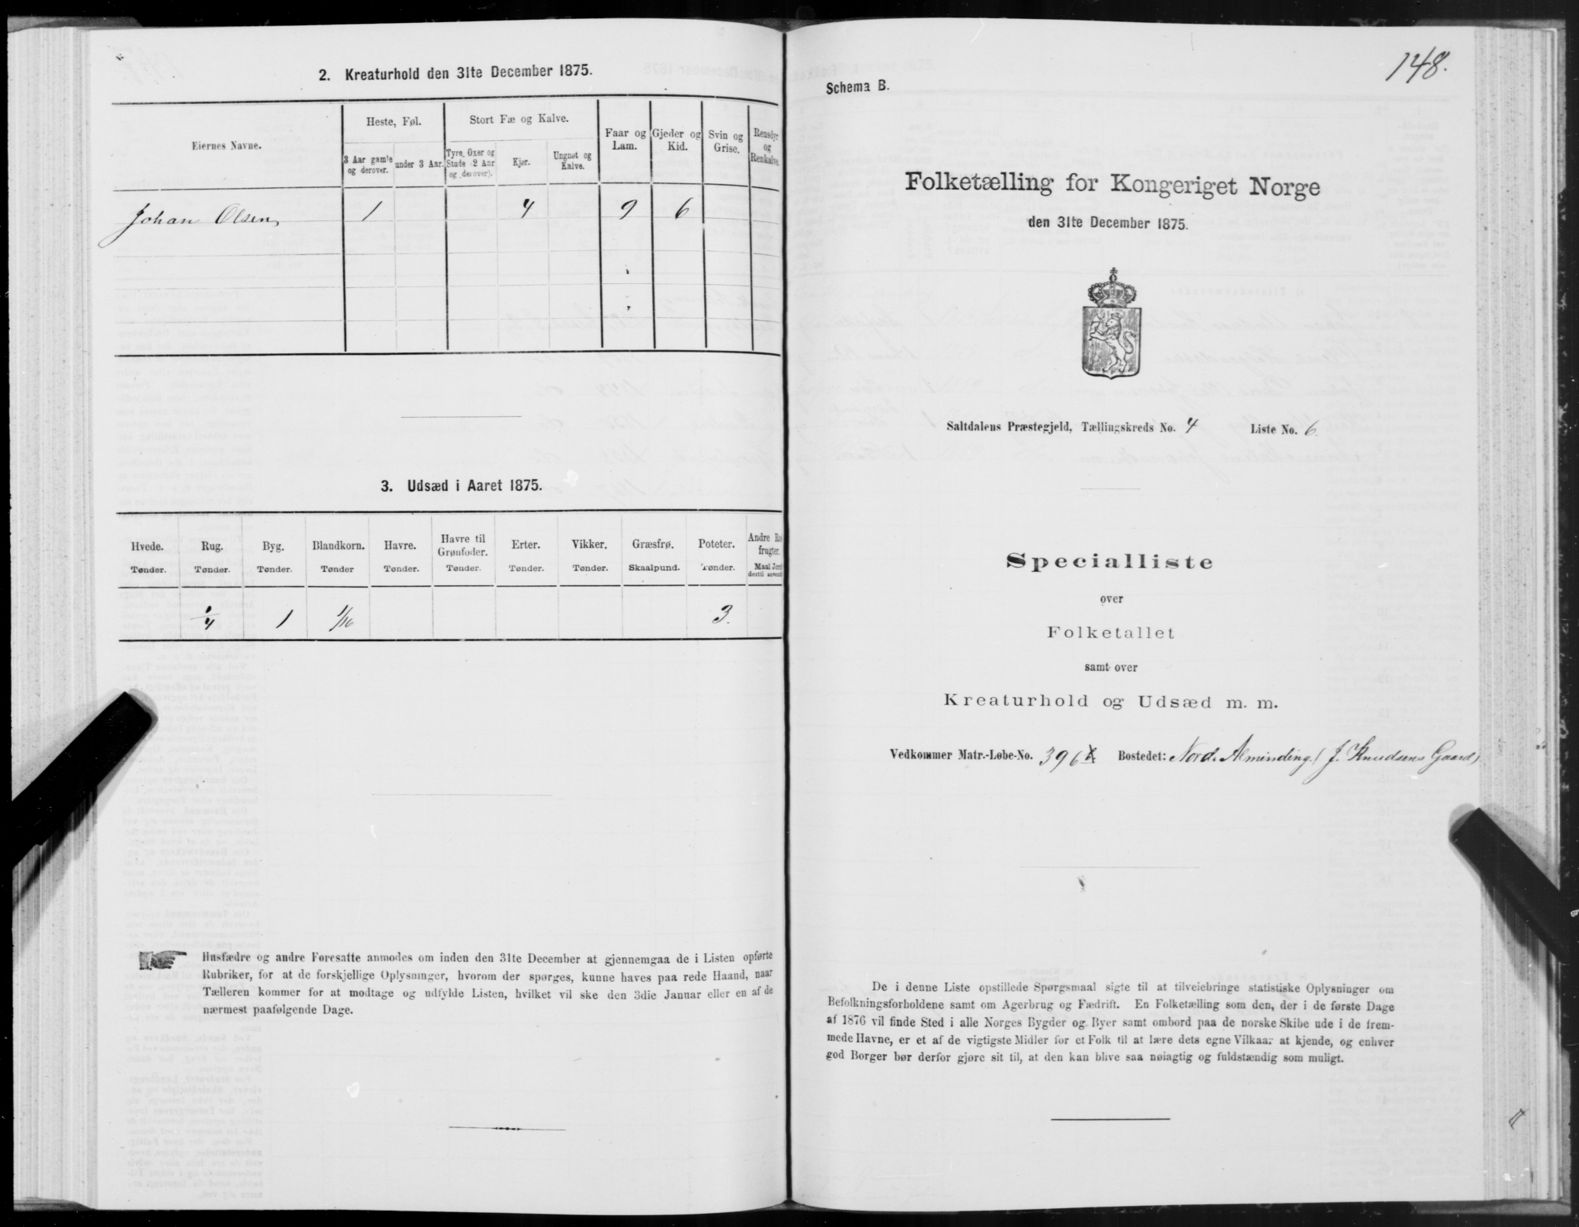 2. Kreaturhold den 31te December 1875.
Eiernes Navne.
Heste, Føl.
Stort Fæ og Kalve.
Faar og Lam.
Gjeder og Kid.
Svin og Grise.
Rensdyr og Renkalve.
3 Aar gamle og derover.
under 3 Aar.
Tyre, Oxer og Stude (2 Aar og derover).
Kjør.
Ungnøt og Kalve.
Johan Olsen 1 4 9 6
3. Udsæd i Aaret 1875.
Hvede. Rug. Byg. Blandkorn. Havre. Havre til Grønfoder. Erter. Vikker. Græsfrø. Poteter. Andre
Tønder. Tønder. Tønder. Tønder Tønder. Tønder. Tønder. Tønder. Skaalpund. Tønder. Maal
1/4 1 1/16 3.
Husfædre og andre Foresatte anmodes om inden den 31te December at gjennemgaa de i Listen opførte
Rubriker, for at de forskjellige Oplysninger, hvorom der spørges, kunne haves paa rede Haand, naar
Tælleren kommer for at modtage og udfylde Listen, hvilket vil ske den 3die Januar eller en af de
nærmest paafølgende Dage.
148.
Schema B.
Folketælling for Kongeriget Norge
den 31te December 1875.
Saltdalens Præstegjeld, Tællingskreds No. 4 Liste No. 6
Specialliste
over
Folketallet
samt over
Kreaturhold og Udsæd m. m.
Vedkommer Matr.-Løbe-No. 396 Bostedet: Nord. Alminding (J. Knudsens Gaard)
De i denne Liste opstillede Spørgsmaal sigte til at tilveiebringe statistiske Oplysninger om
Befolkningsforholdene samt om Agerbrug og Fædrift. En Folketælling som den, der i de første Dage
af 1876 vil finde Sted i alle Norges Bygder og Byer samt ombord paa de norske Skibe ude i de frem-
mede Havne, er et af de vigtigste Midler for et Folk til at lære dets egne Vilkaar at kjende, og enhver
god Borger bør derfor gjøre sit til, at den kan blive saa nøiagtig og fuldstændig som muligt.